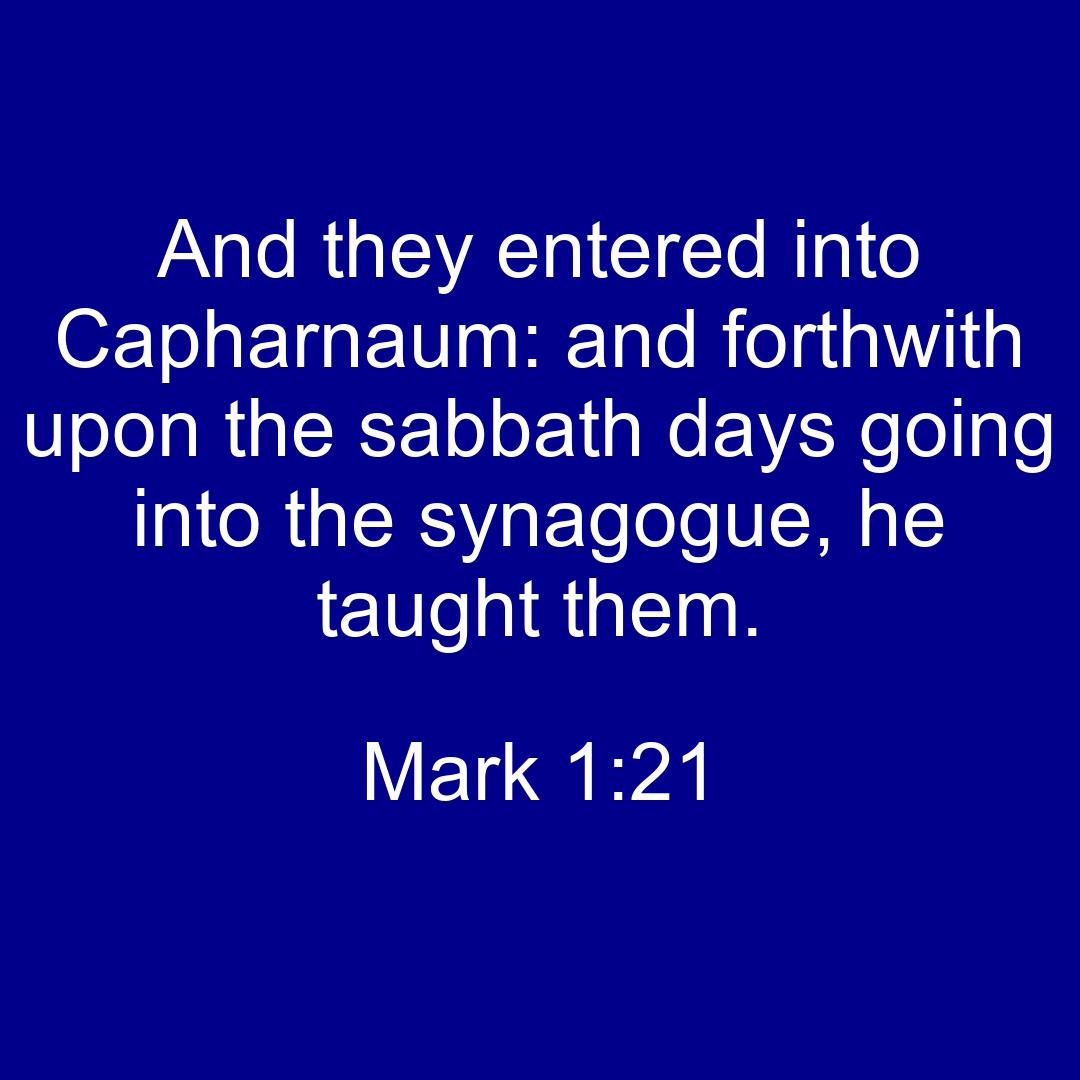 And they entered into
Capharnaum: and forthwith
upon the sabbath days going
into the synagogue, he
taught them.
Mark 1:21